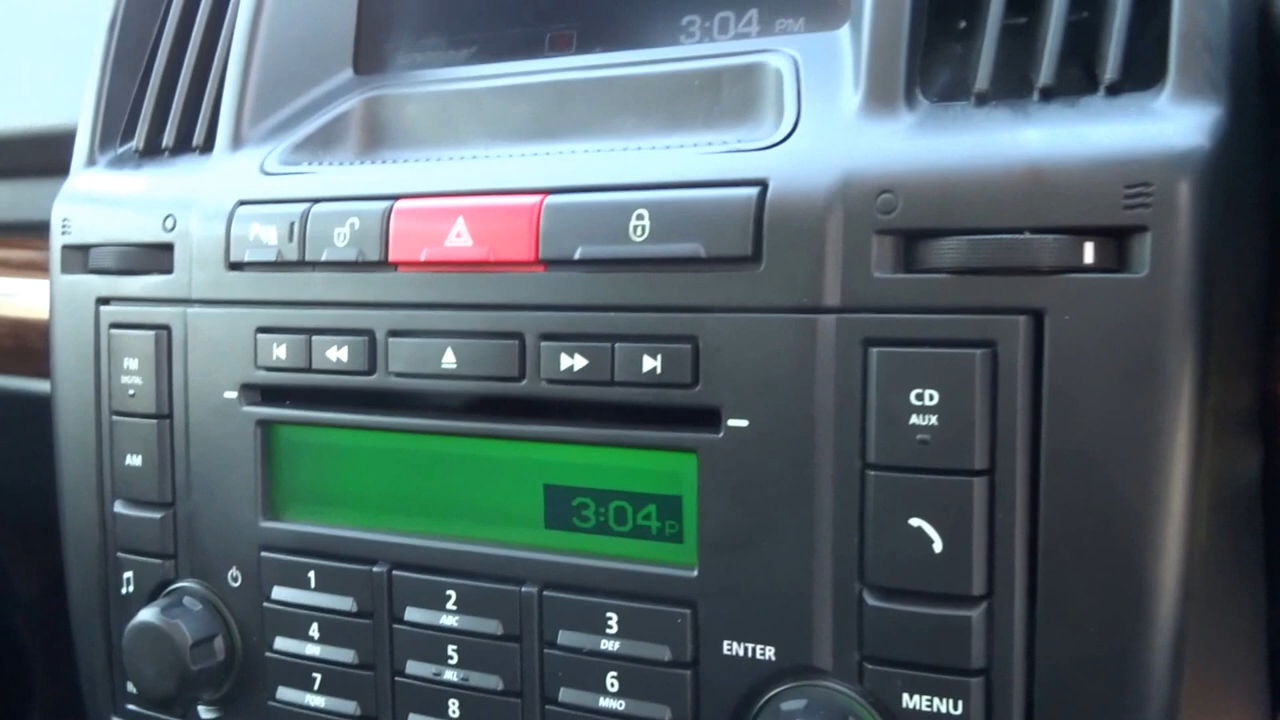 3:04 PM
FM
DIGITAL
AM
CD
AUX
3:04P
1
2
ABC
3
DEF
4
GHI
5
JKL
6
MNO
7
PQRS
8
ENTER
MENU